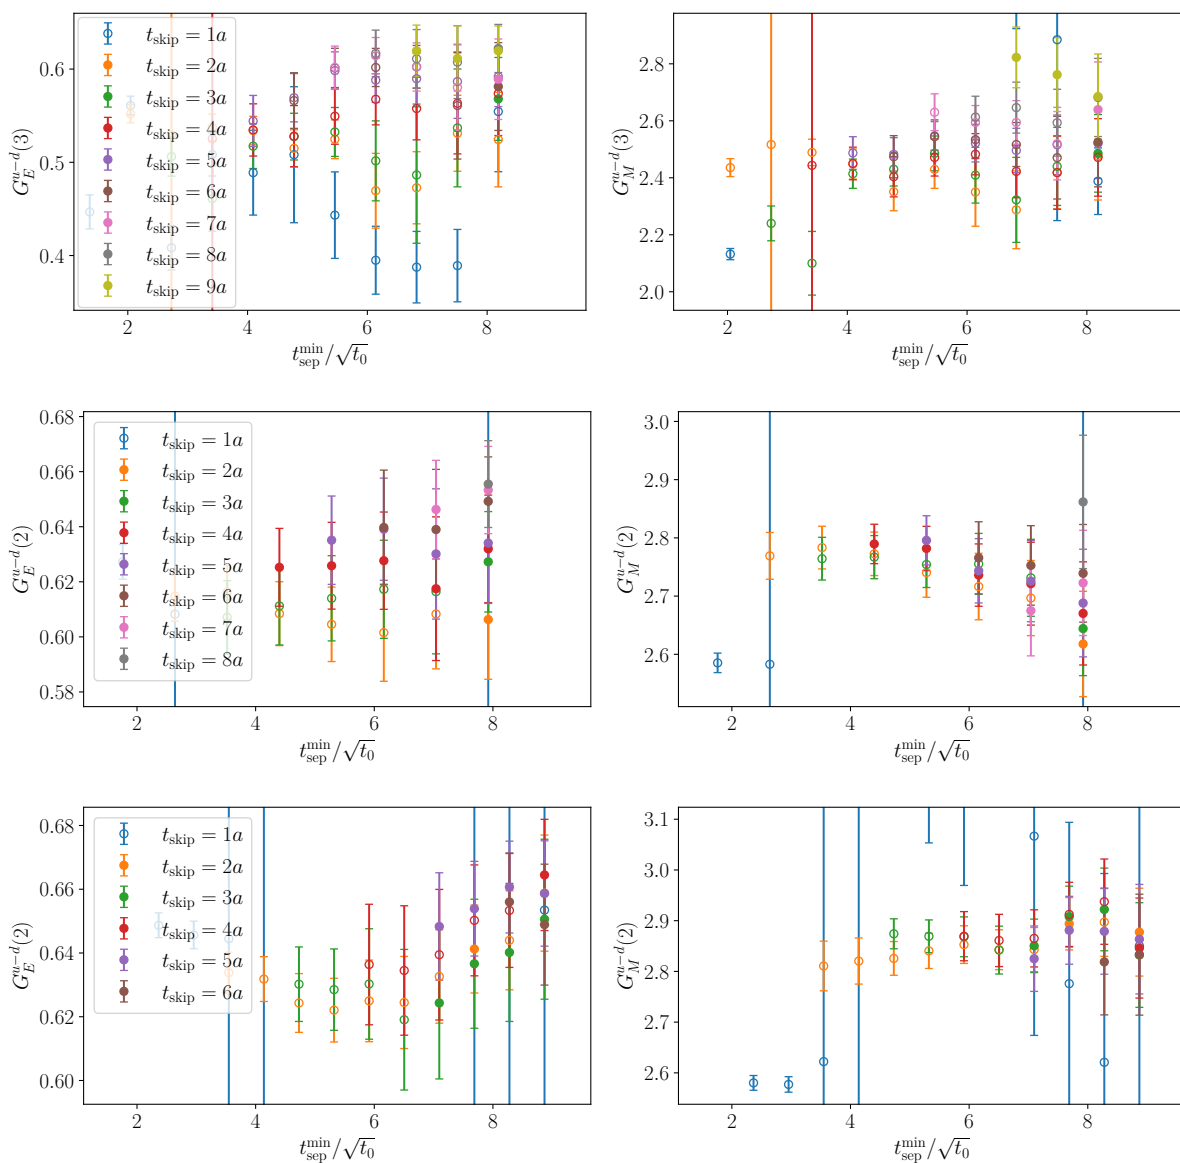 t_skip = 1a
t_skip = 2a
t_skip = 3a
t_skip = 4a
t_skip = 5a
t_skip = 6a
t_skip = 7a
t_skip = 8a
t_skip = 9a
0.6
0.5
0.4
G_E^{u−d}(3)
2 4 6 8
t_sep^min/√t_0
2.8
2.6
2.4
2.2
2.0
G_M^{u−d}(3)
2 4 6 8
t_sep^min/√t_0
t_skip = 1a
t_skip = 2a
t_skip = 3a
t_skip = 4a
t_skip = 5a
t_skip = 6a
t_skip = 7a
t_skip = 8a
0.68
0.66
0.64
0.62
0.60
0.58
G_E^{u−d}(2)
2 4 6 8
t_sep^min/√t_0
3.0
2.9
2.8
2.7
2.6
G_M^{u−d}(2)
2 4 6 8
t_sep^min/√t_0
t_skip = 1a
t_skip = 2a
t_skip = 3a
t_skip = 4a
t_skip = 5a
t_skip = 6a
0.68
0.66
0.64
0.62
0.60
G_E^{u−d}(2)
2 4 6 8
t_sep^min/√t_0
3.1
3.0
2.9
2.8
2.7
2.6
G_M^{u−d}(2)
2 4 6 8
t_sep^min/√t_0